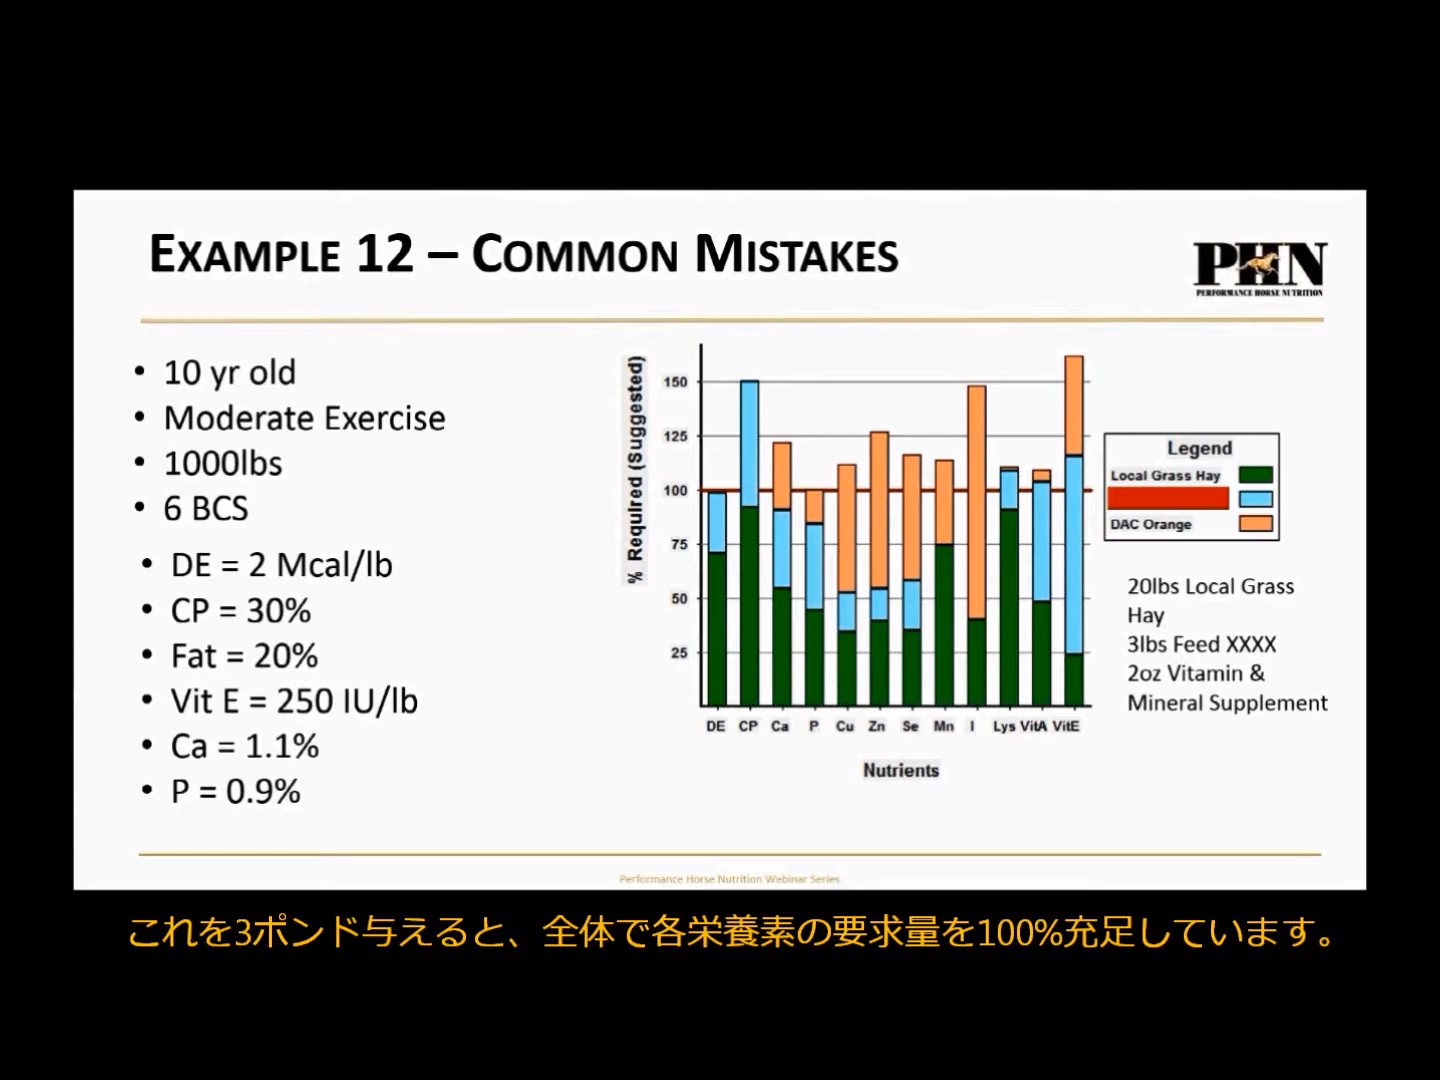 EXAMPLE 12 – COMMON MISTAKES
PHN
PERFORMANCE HORSE NUTRITION
• 10 yr old
• Moderate Exercise
• 1000lbs
• 6 BCS
• DE = 2 Mcal/lb
• CP = 30%
• Fat = 20%
• Vit E = 250 IU/lb
• Ca = 1.1%
• P = 0.9%
% Required (Suggested)
150
125
100
75
50
25
DE CP Ca P Cu Zn Se Mn I Lys VitA VitE
Nutrients
Legend
Local Grass Hay
DAC Orange
20lbs Local Grass
Hay
3lbs Feed XXXX
2oz Vitamin &
Mineral Supplement
Performance Horse Nutrition Webinar Series
これを3ポンド与えると、全体で各栄養素の要求量を100%充足しています。